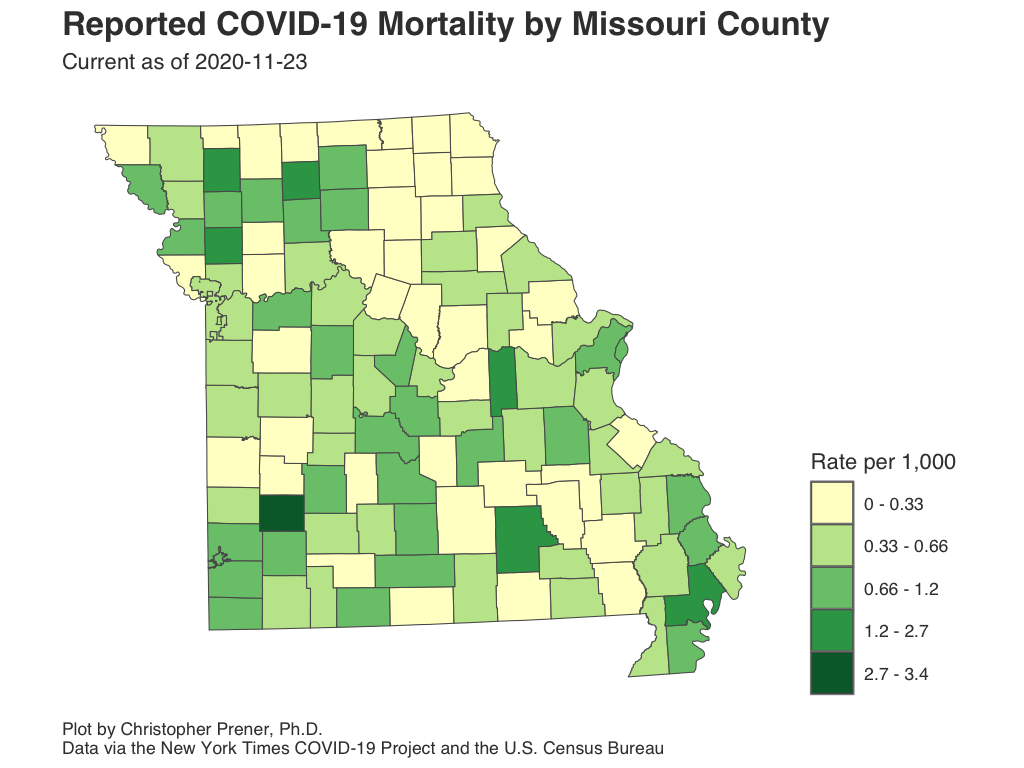 Reported COVID-19 Mortality by Missouri County
Current as of 2020-11-23
Rate per 1,000
0 - 0.33
0.33 - 0.66
0.66 - 1.2
1.2 - 2.7
2.7 - 3.4
Plot by Christopher Prener, Ph.D.
Data via the New York Times COVID-19 Project and the U.S. Census Bureau